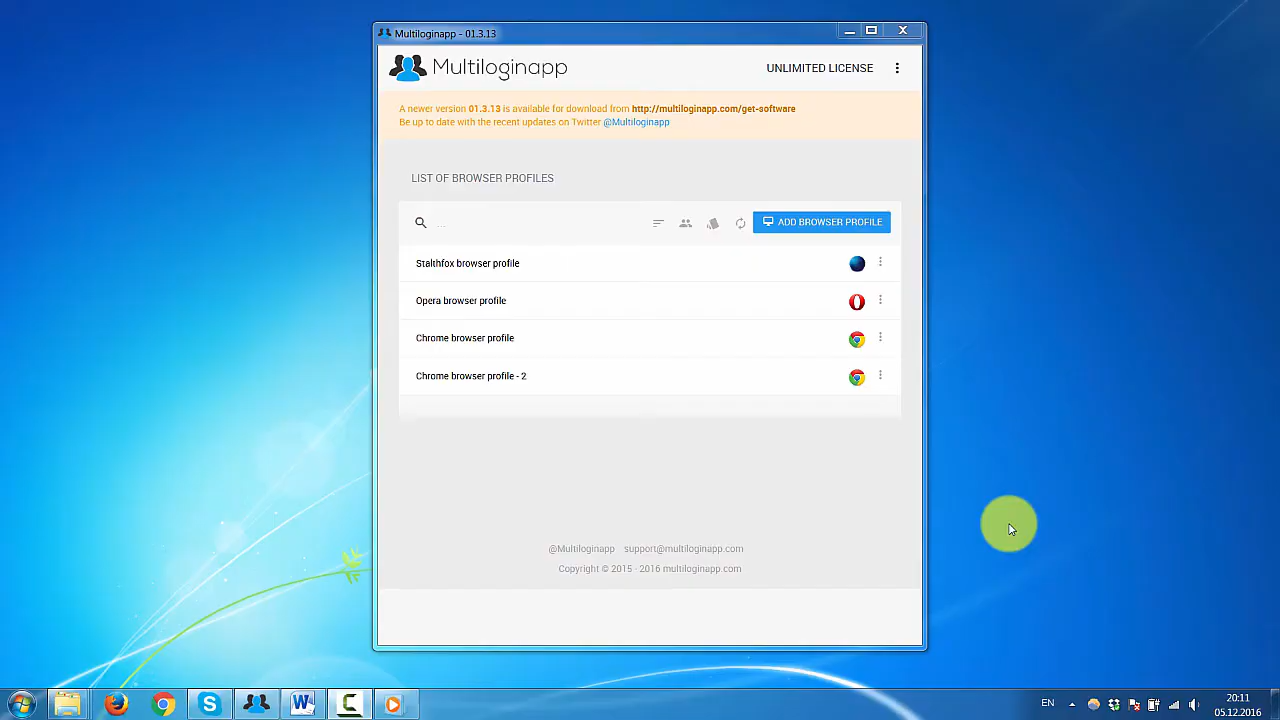 Multiloginapp - 01.3.13
Multiloginapp
UNLIMITED LICENSE
A newer version 01.3.13 is available for download from http://multiloginapp.com/get-software
Be up to date with the recent updates on Twitter @Multiloginapp
LIST OF BROWSER PROFILES
...
ADD BROWSER PROFILE
Stalthfox browser profile
Opera browser profile
Chrome browser profile
Chrome browser profile - 2
@Multiloginapp support@multiloginapp.com
Copyright © 2015 - 2016 multiloginapp.com
EN
20:11
05.12.2016